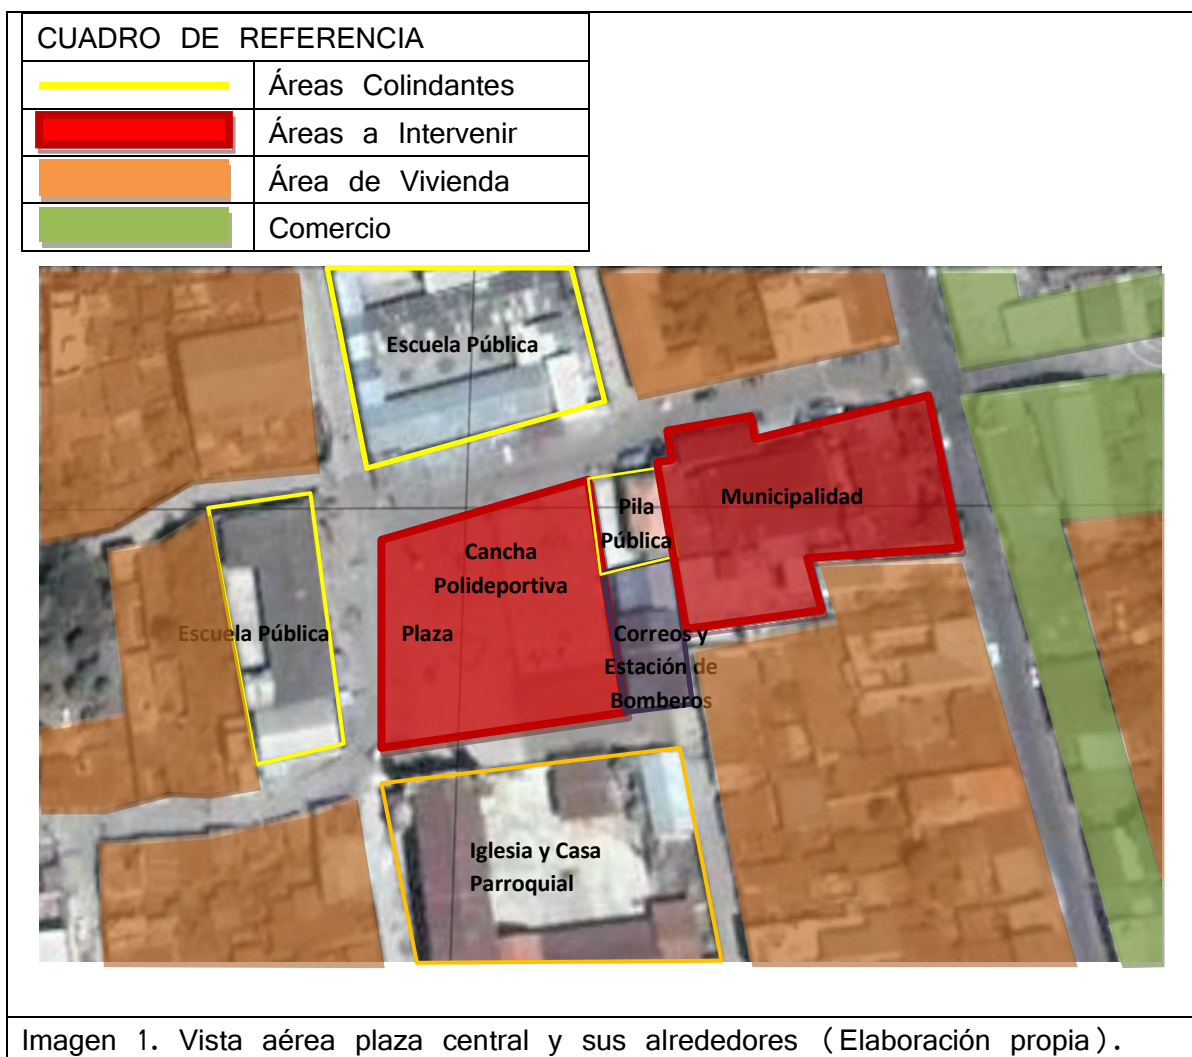 CUADRO DE REFERENCIA
Áreas Colindantes
Áreas a Intervenir
Área de Vivienda
Comercio
Escuela Pública
Municipalidad
Pila
Pública
Cancha
Polideportiva
Plaza
Escuela Pública
Correos y
Estación de
Bomberos
Iglesia y Casa
Parroquial
Imagen 1. Vista aérea plaza central y sus alrededores (Elaboración propia).